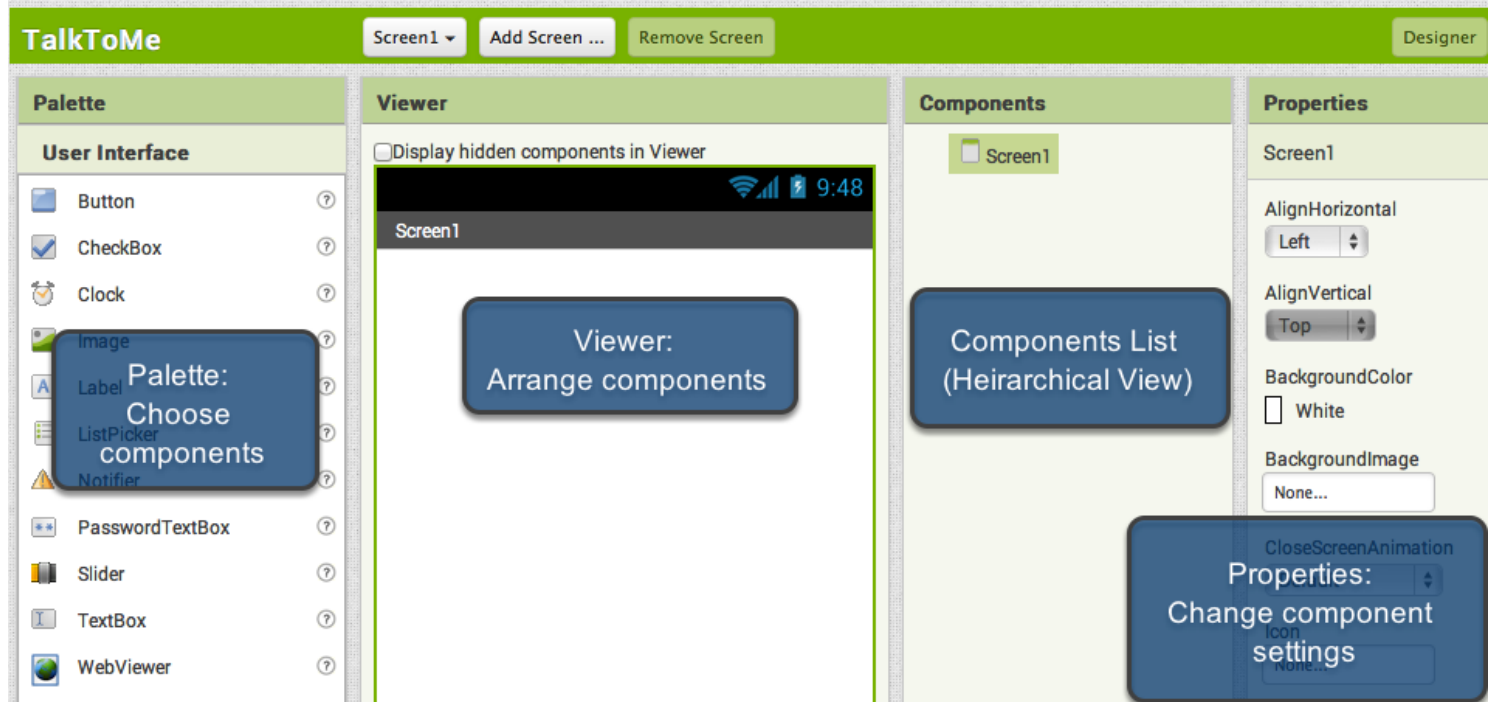 TalkToMe
Screen1
Add Screen ...
Remove Screen
Designer
Palette
User Interface
Button
CheckBox
Clock
Image
Label
ListPicker
Notifier
PasswordTextBox
Slider
TextBox
WebViewer
Palette:
Choose
components
Viewer
Display hidden components in Viewer
9:48
Screen1
Viewer:
Arrange components
Components
Screen1
Components List
(Heirarchical View)
Properties
Screen1
AlignHorizontal
Left
AlignVertical
Top
BackgroundColor
White
BackgroundImage
None...
CloseScreenAnimation
Icon
None...
Properties:
Change component
settings